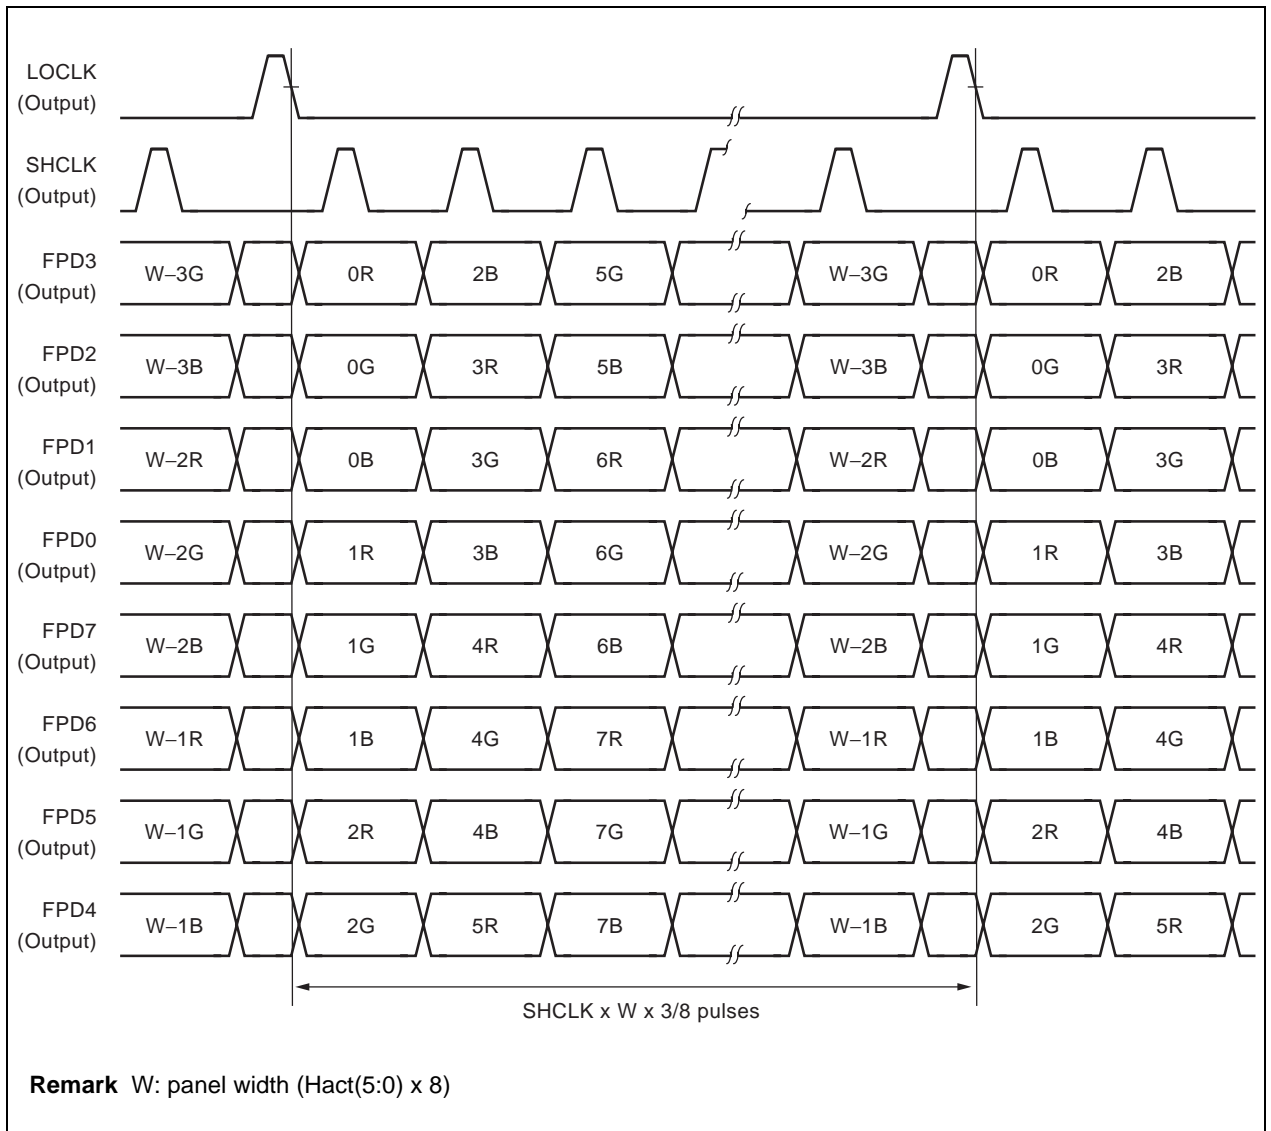 LOCLK
(Output)
SHCLK
(Output)
FPD3
(Output)
W–3G 0R 2B 5G W–3G 0R 2B
FPD2
(Output)
W–3B 0G 3R 5B W–3B 0G 3R
FPD1
(Output)
W–2R 0B 3G 6R W–2R 0B 3G
FPD0
(Output)
W–2G 1R 3B 6G W–2G 1R 3B
FPD7
(Output)
W–2B 1G 4R 6B W–2B 1G 4R
FPD6
(Output)
W–1R 1B 4G 7R W–1R 1B 4G
FPD5
(Output)
W–1G 2R 4B 7G W–1G 2R 4B
FPD4
(Output)
W–1B 2G 5R 7B W–1B 2G 5R
SHCLK x W x 3/8 pulses
Remark W: panel width (Hact(5:0) x 8)